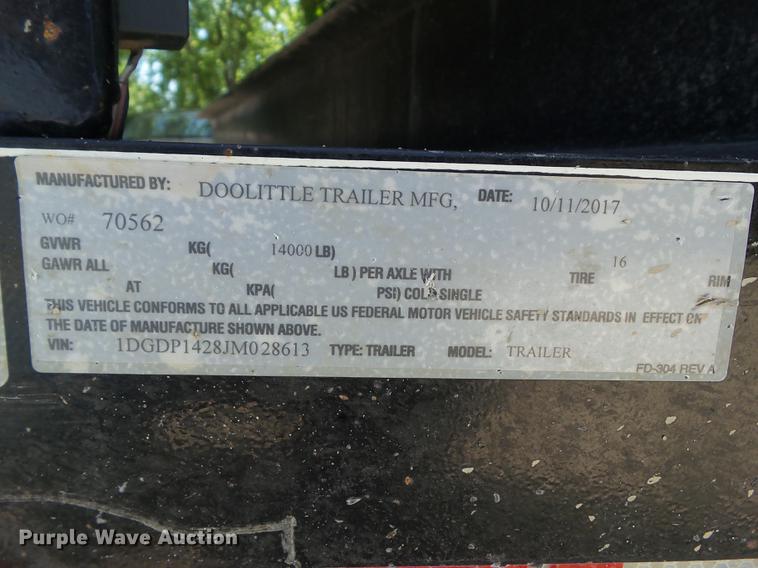 MANUFACTURED BY: DOOLITTLE TRAILER MFG, DATE: 10/11/2017
WO# 70562
GVWR KG( 14000 LB)
GAWR ALL KG( LB) PER AXLE WITH TIRE 16 RIM
AT KPA( PSI) COLD SINGLE
THIS VEHICLE CONFORMS TO ALL APPLICABLE US FEDERAL MOTOR VEHICLE SAFETY STANDARDS IN EFFECT ON
THE DATE OF MANUFACTURE SHOWN ABOVE.
VIN: 1DGDP1428JM028613 TYPE: TRAILER MODEL: TRAILER
FD-304 REV A
Purple Wave Auction®